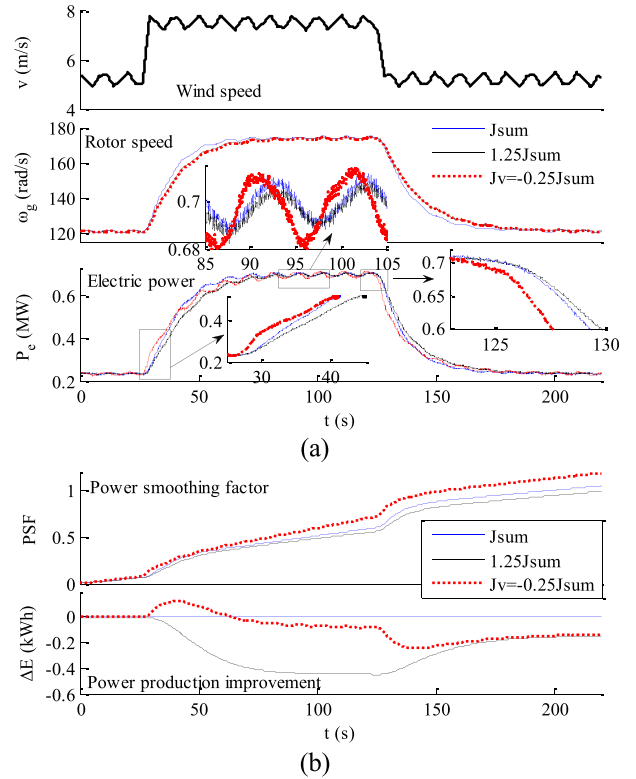 8
6
4
v (m/s)
Wind speed
180
160
140
120
ω_g (rad/s)
Rotor speed
Jsum
1.25Jsum
Jv=-0.25Jsum
0.7
0.68
85 90 95 100 105
Electric power
0.6
0.4
0.2
P_e (MW)
0.4
0.2
30 40
0.7
0.65
0.6
125 130
0 50 100 150 200
t (s)
(a)
1
0.5
0
PSF
Power smoothing factor
Jsum
1.25Jsum
Jv=-0.25Jsum
0
-0.2
-0.4
-0.6
ΔE (kWh)
Power production improvement
0 50 100 150 200
t (s)
(b)